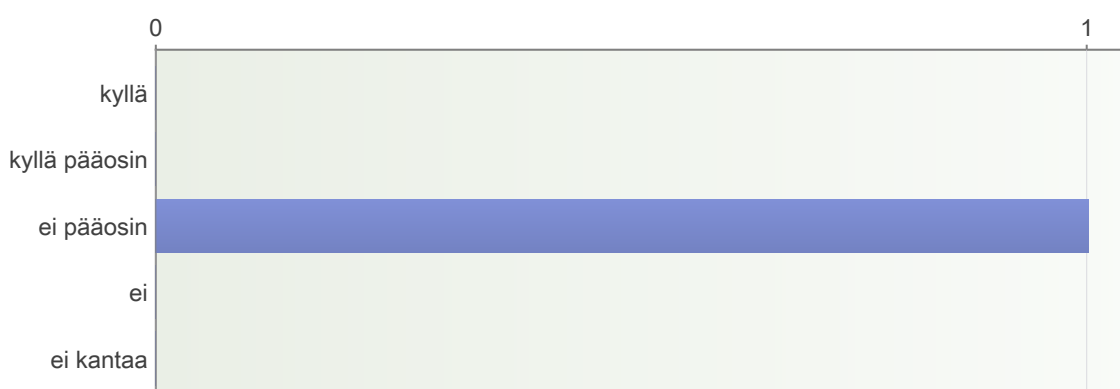 0 1
kyllä
kyllä pääosin
ei pääosin
ei
ei kantaa